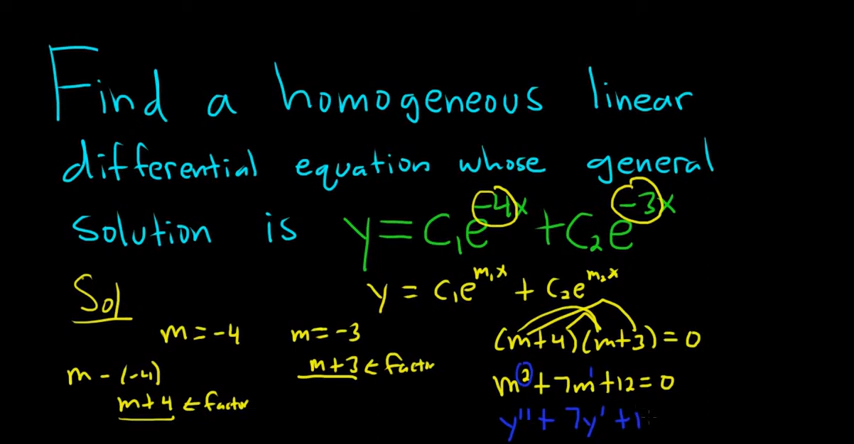 Find a homogeneous linear
differential equation whose general
solution is y = c₁e^(-4x) + c₂e^(-3x)
Sol
y = c₁e^(m₁x) + c₂e^(m₂x)
m = -4
m = -3
(m+4)(m+3) = 0
m - (-4)
m + 3 ← factor
m² + 7m¹ + 12 = 0
m + 4 ← factor
y'' + 7y' + 1